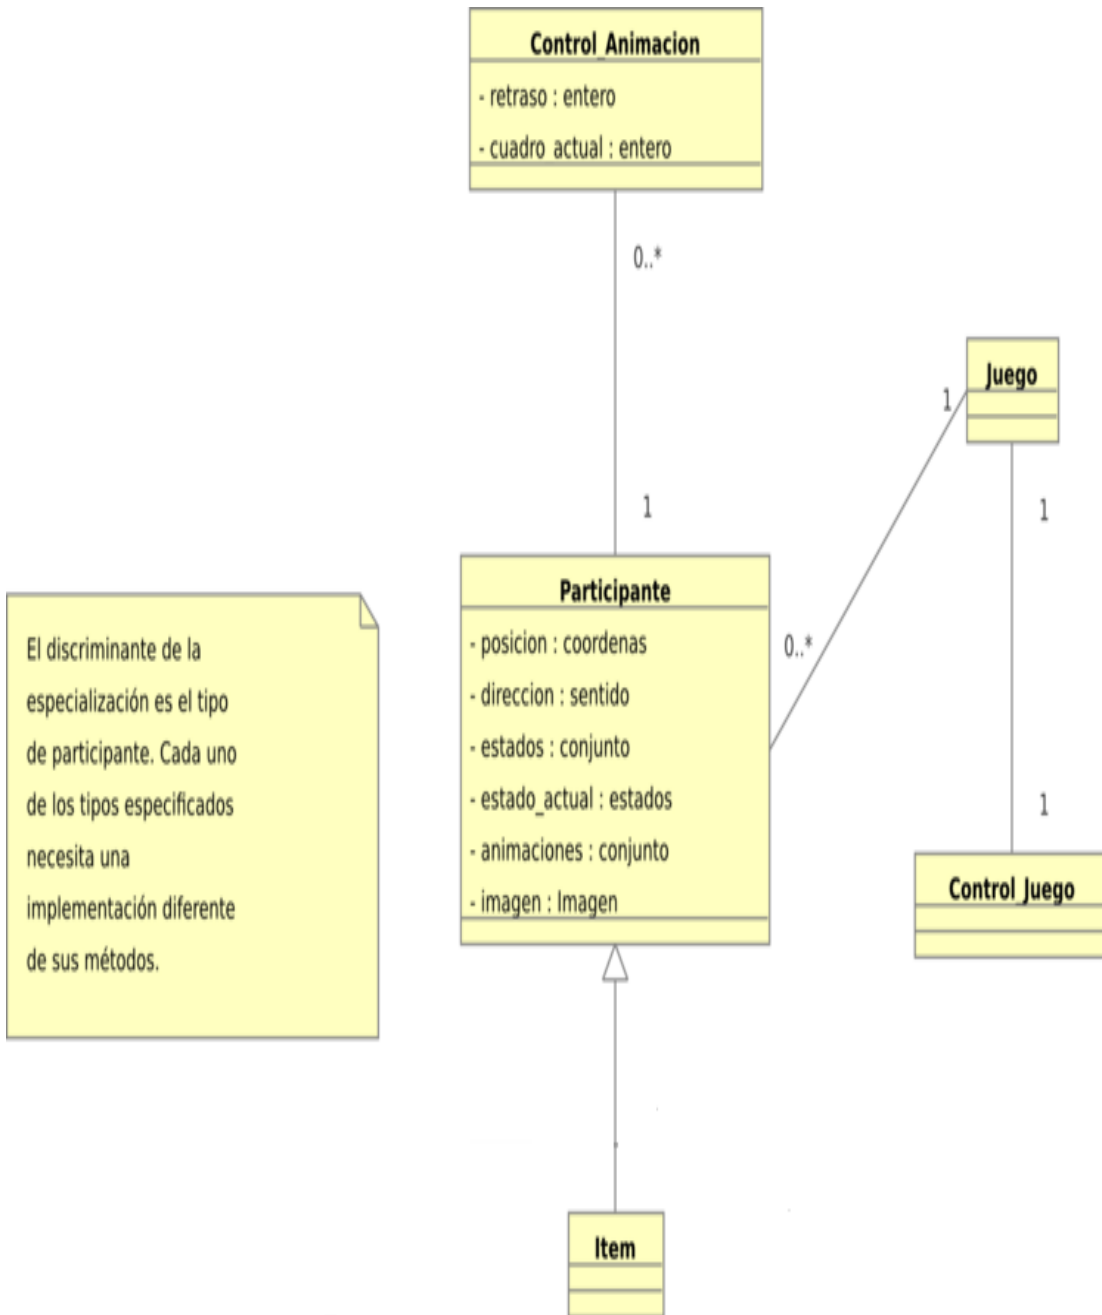 Control_Animacion
- retraso : entero
- cuadro_actual : entero
0..*
1
Juego
1
1
1
Control_Juego
0..*
Participante
- posicion : coordenas
- direccion : sentido
- estados : conjunto
- estado_actual : estados
- animaciones : conjunto
- imagen : Imagen
El discriminante de la
especialización es el tipo
de participante. Cada uno
de los tipos especificados
necesita una
implementación diferente
de sus métodos.
Item